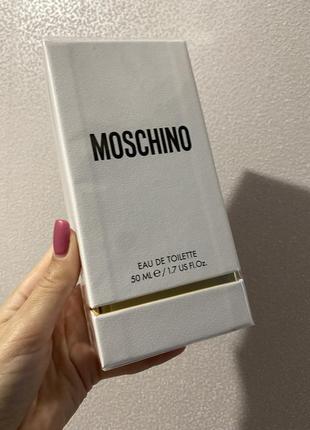 MOSCHINO
EAU DE TOILETTE
50 ML ℮ / 1.7 US Fl.Oz.